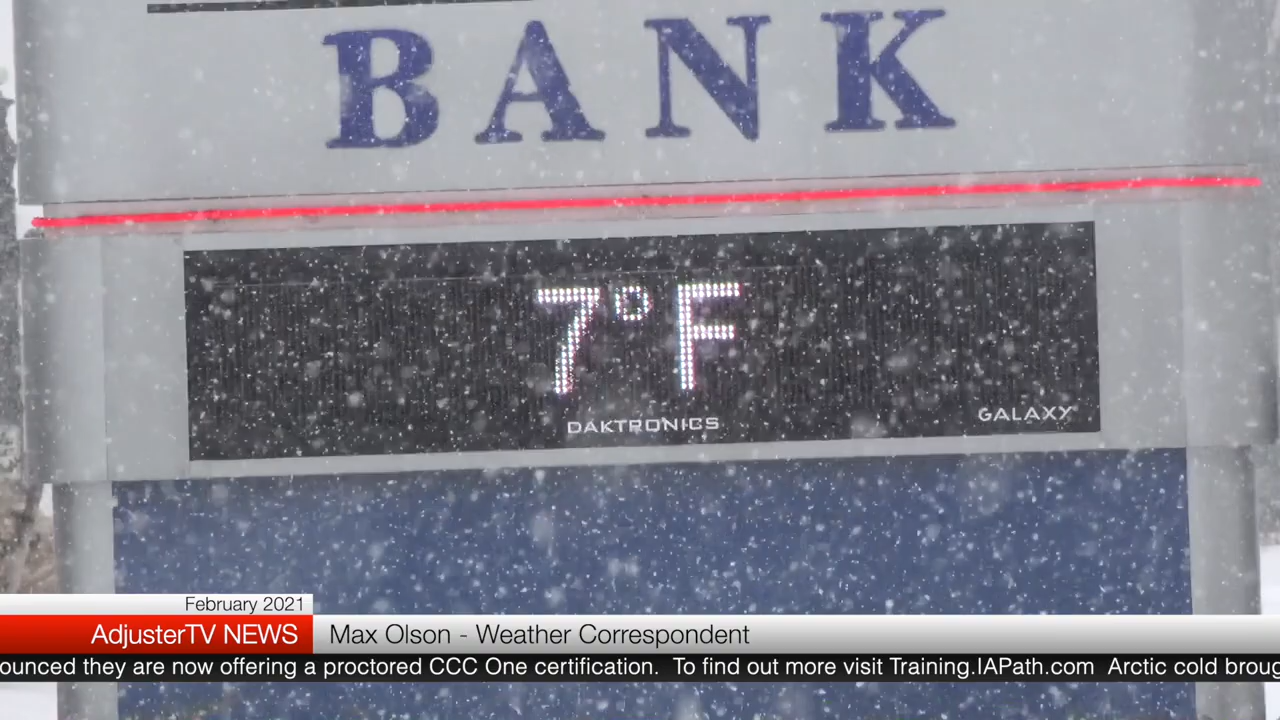 BANK
7°F
DAKTRONICS
GALAXY
February 2021
AdjusterTV NEWS
Max Olson - Weather Correspondent
ounced they are now offering a proctored CCC One certification. To find out more visit Training.IAPath.com Arctic cold broug